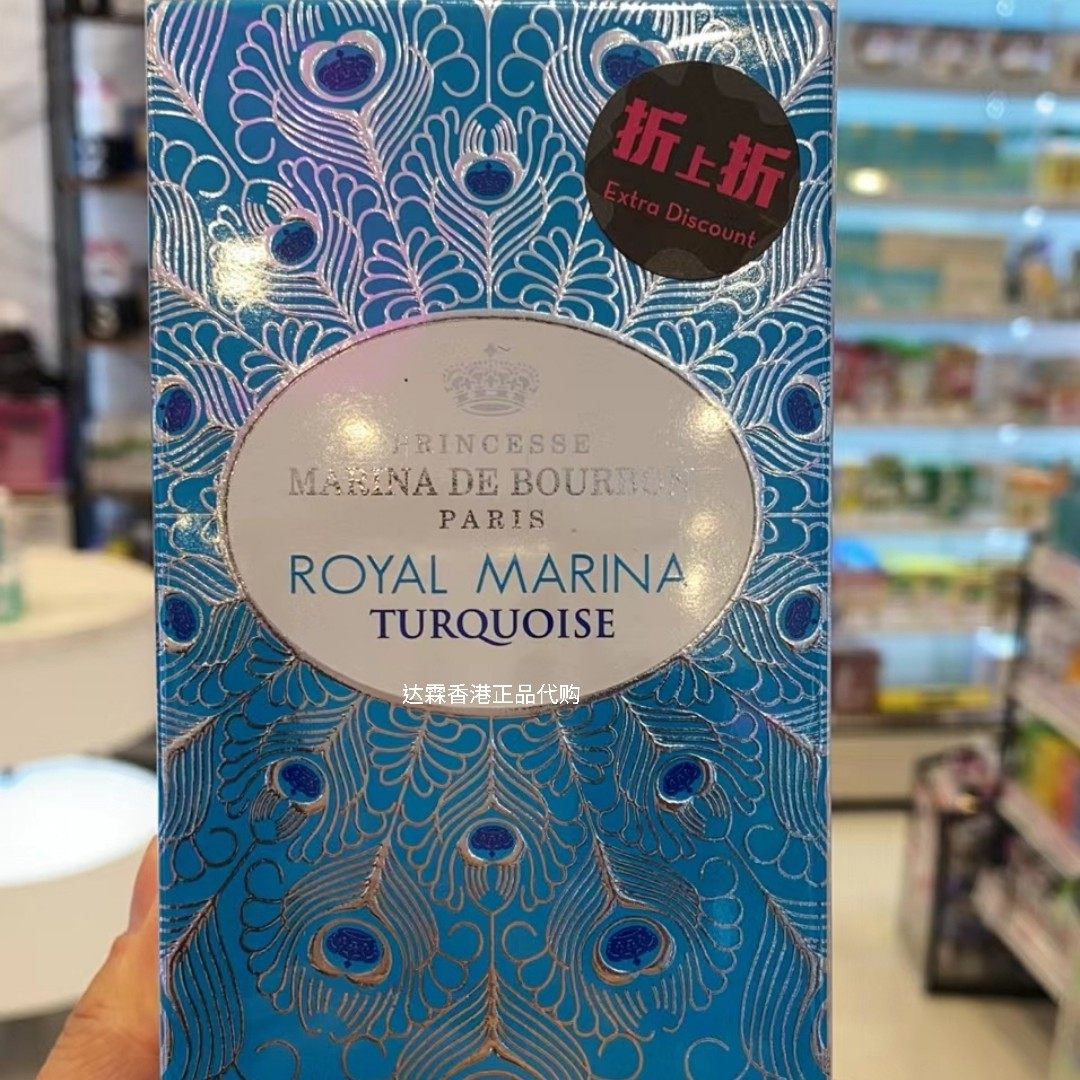 折上折
Extra Discount
PRINCESSE
MARINA DE BOURBON
PARIS
ROYAL MARINA
TURQUOISE
达霖香港正品代购